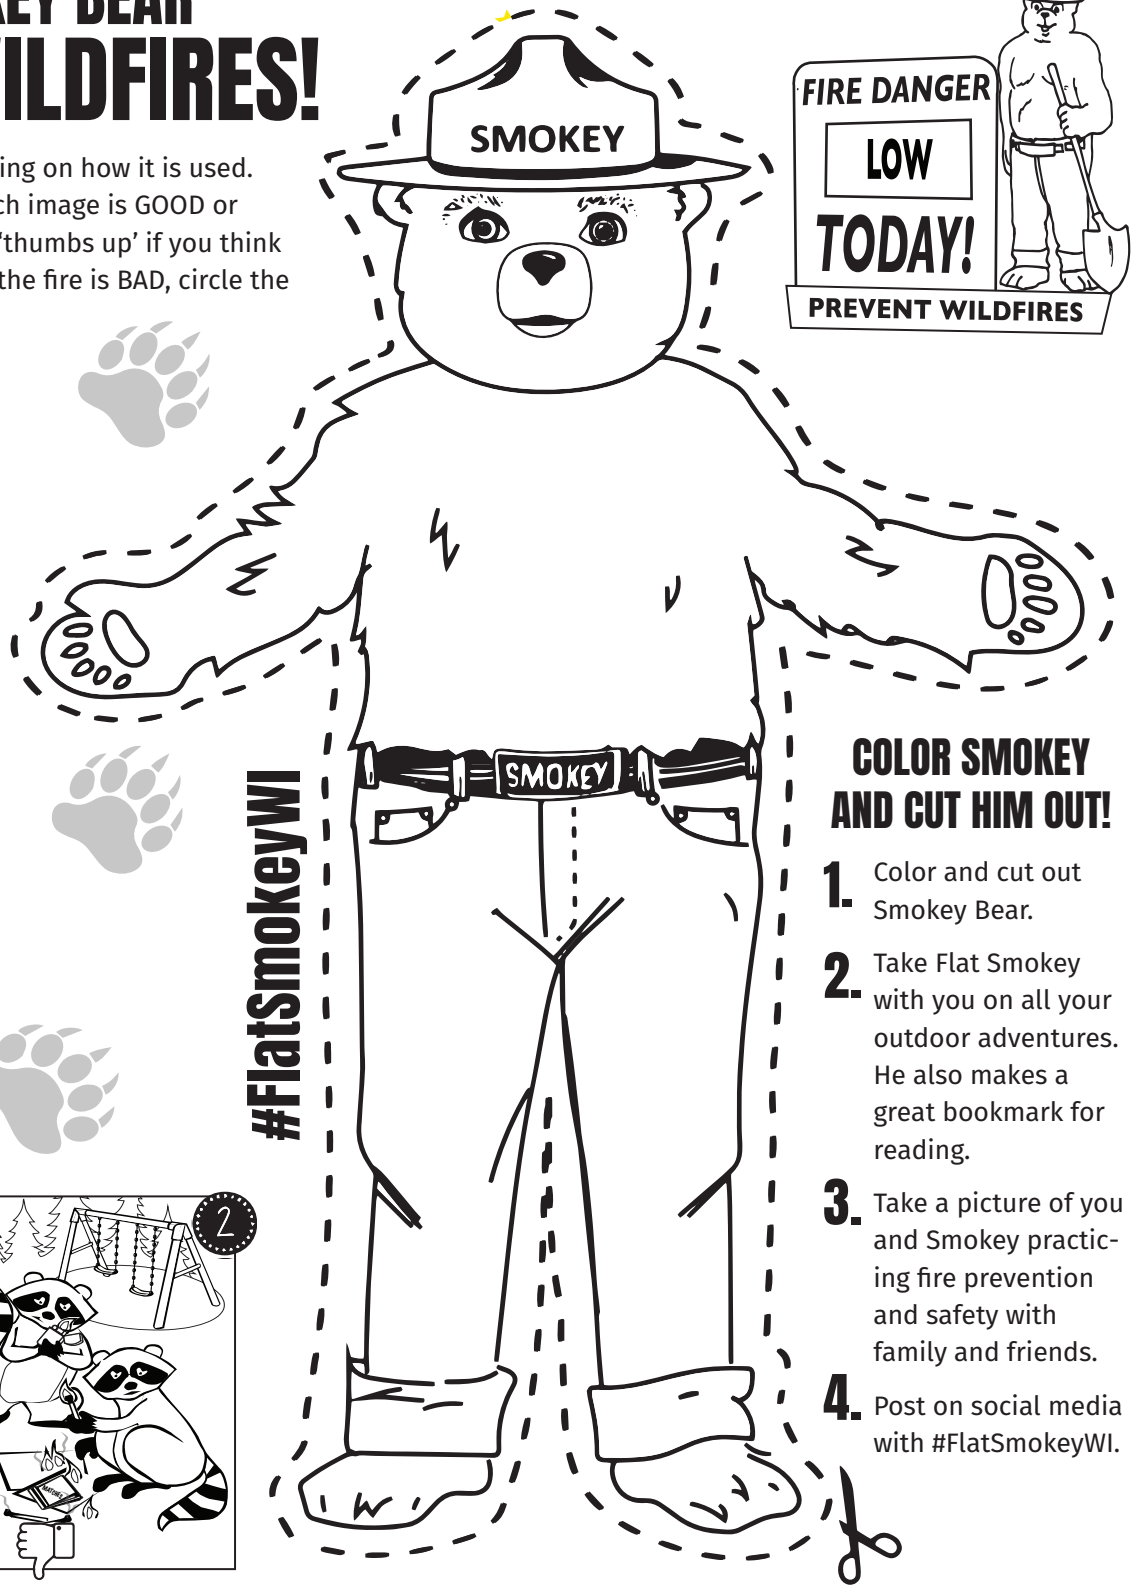 KEY BEAR
WILDFIRES!
ing on how it is used.
ch image is GOOD or
‘thumbs up’ if you think
the fire is BAD, circle the
SMOKEY
FIRE DANGER
LOW
TODAY!
PREVENT WILDFIRES
SMOKEY
#FlatSmokeyWI
COLOR SMOKEY
AND CUT HIM OUT!
1. Color and cut out
Smokey Bear.
2. Take Flat Smokey
with you on all your
outdoor adventures.
He also makes a
great bookmark for
reading.
3. Take a picture of you
and Smokey practic-
ing fire prevention
and safety with
family and friends.
4. Post on social media
with #FlatSmokeyWI.
2
MATCHES